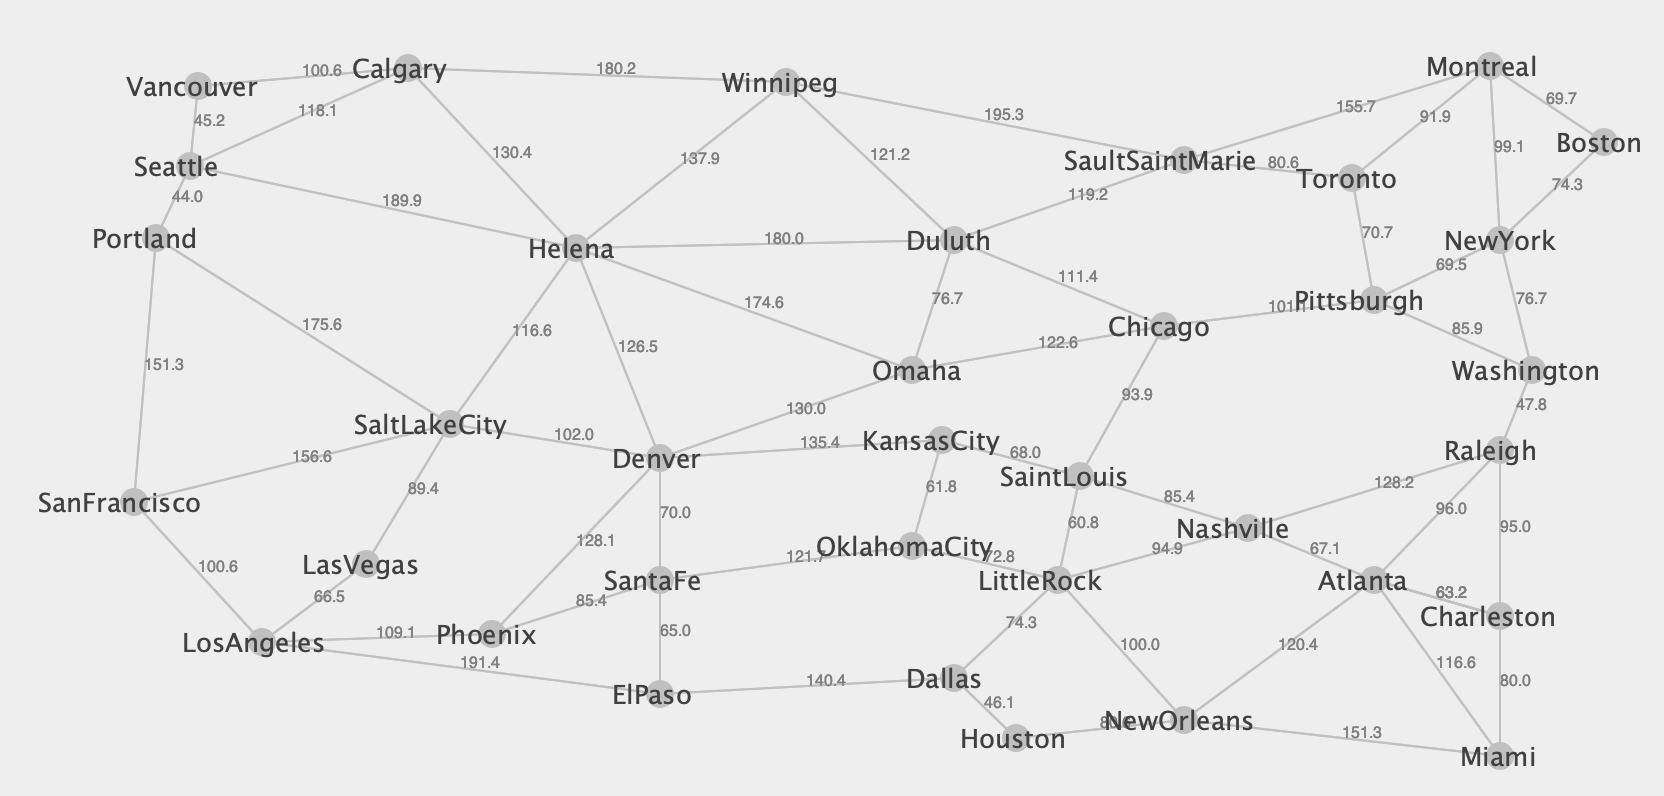 Montreal
Calgary
180.2
100.6
Winnipeg
Vancouver
69.7
155.7
118.1
195.3
91.9
45.2
Boston
99.1
130.4
121.2
137.9
SaultSaintMarie
80.6
Seattle
Toronto
74.3
119.2
44.0
189.9
70.7
Portland
180.0
Duluth
NewYork
Helena
69.5
111.4
76.7
76.7
Pittsburgh
174.6
175.6
Chicago
85.9
116.6
122.6
126.5
151.3
Omaha
Washington
93.9
47.8
130.0
SaltLakeCity
102.0
KansasCity
135.4
Raleigh
68.0
156.6
Denver
SaintLouis
128.2
61.8
89.4
85.4
SanFrancisco
96.0
70.0
60.8
95.0
Nashville
128.1
OklahomaCity
94.9
67.1
121.7
72.8
LasVegas
100.6
SantaFe
LittleRock
Atlanta
63.2
66.5
85.4
Charleston
74.3
65.0
109.1
Phoenix
LosAngeles
100.0
120.4
191.4
116.6
Dallas
140.4
80.0
ElPaso
46.1
NewOrleans
151.3
Houston
Miami